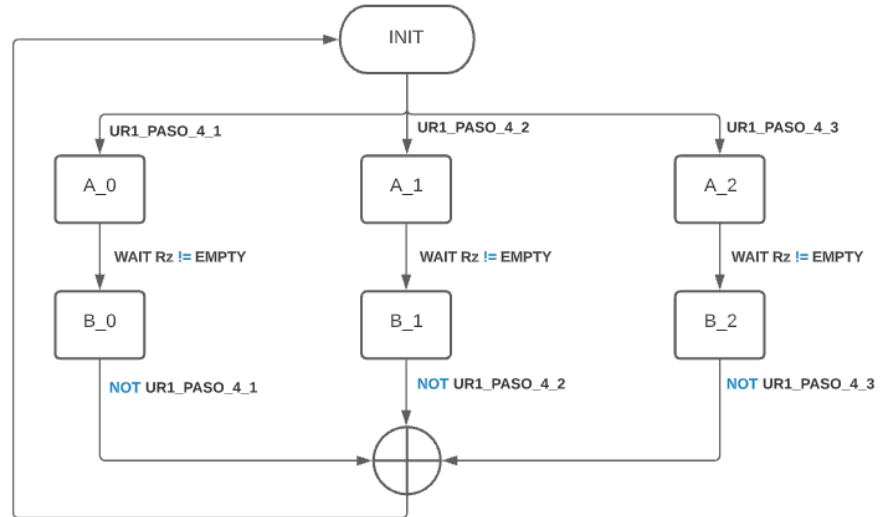 INIT
UR1_PASO_4_1
UR1_PASO_4_2
UR1_PASO_4_3
A_0
A_1
A_2
WAIT Rz != EMPTY
WAIT Rz != EMPTY
WAIT Rz != EMPTY
B_0
B_1
B_2
NOT UR1_PASO_4_1
NOT UR1_PASO_4_2
NOT UR1_PASO_4_3